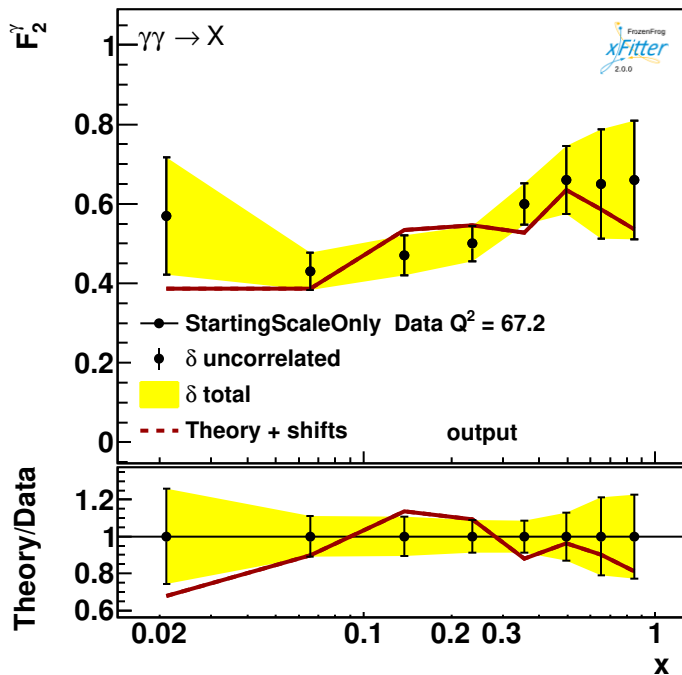 F₂^γ
γγ → X
FrozenFrog
xFitter
2.0.0
1
0.8
0.6
0.4
0.2
0
StartingScaleOnly Data Q² = 67.2
δ uncorrelated
δ total
Theory + shifts
output
Theory/Data
1.2
1
0.8
0.6
0.02
0.1
0.2
0.3
1
x